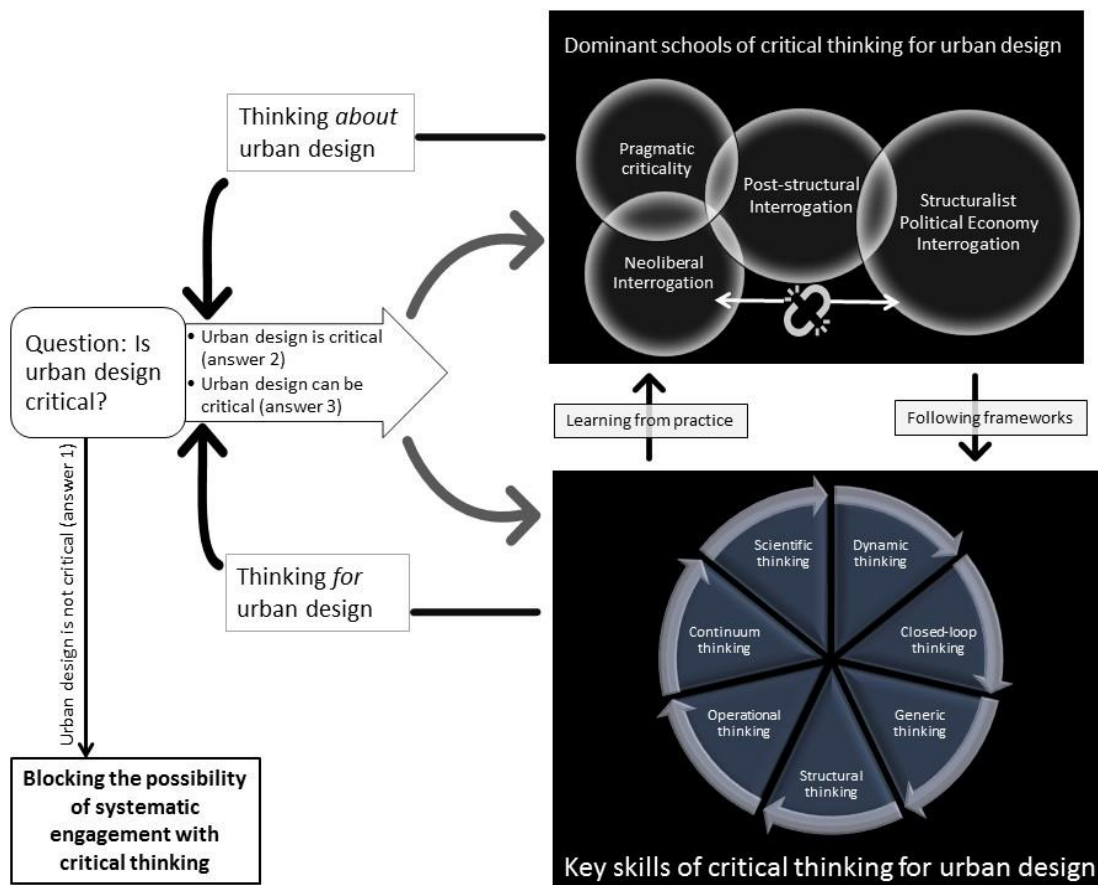 Dominant schools of critical thinking for urban design
Thinking about
urban design
Pragmatic
criticality
Post-structural
Interrogation
Structuralist
Political Economy
Interrogation
Neoliberal
Interrogation
Question: Is
urban design
critical?
• Urban design is critical
(answer 2)
• Urban design can be
critical (answer 3)
Learning from practice
Following frameworks
Urban design is not critical (answer 1)
Thinking for
urban design
Scientific
thinking
Dynamic
thinking
Continuum
thinking
Closed-loop
thinking
Operational
thinking
Generic
thinking
Structural
thinking
Blocking the possibility
of systematic
engagement with
critical thinking
Key skills of critical thinking for urban design